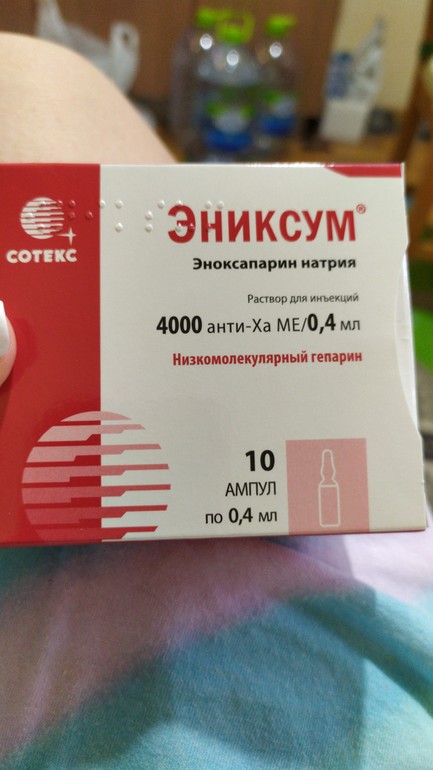 СОТЕКС
ЭНИКСУМ®
Эноксапарин натрия
Раствор для инъекций
4000 анти-Ха МЕ/0,4 мл
Низкомолекулярный гепарин
10
АМПУЛ
по 0,4 мл